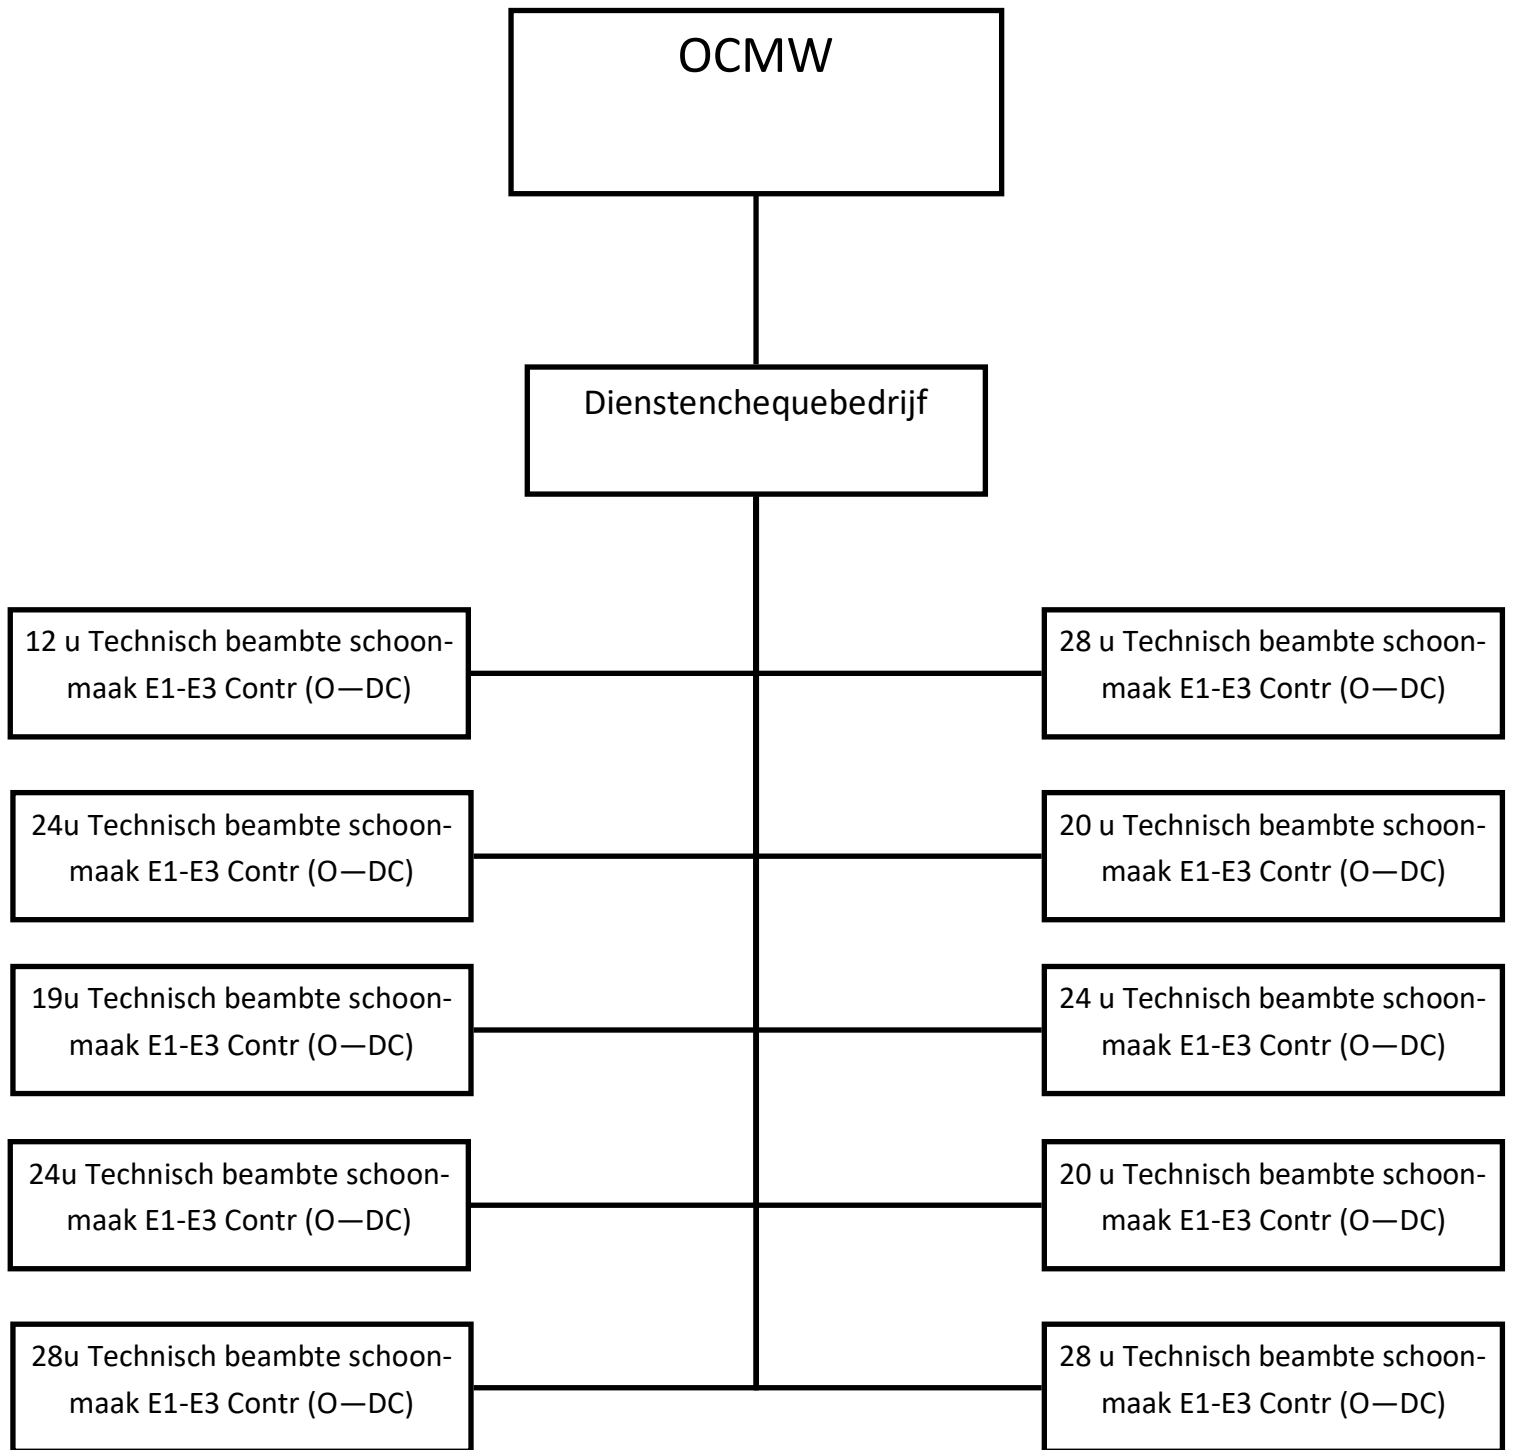 OCMW
Dienstenchequebedrijf
12 u Technisch beambte schoon-
maak E1-E3 Contr (O—DC)
28 u Technisch beambte schoon-
maak E1-E3 Contr (O—DC)
24u Technisch beambte schoon-
maak E1-E3 Contr (O—DC)
20 u Technisch beambte schoon-
maak E1-E3 Contr (O—DC)
19u Technisch beambte schoon-
maak E1-E3 Contr (O—DC)
24 u Technisch beambte schoon-
maak E1-E3 Contr (O—DC)
24u Technisch beambte schoon-
maak E1-E3 Contr (O—DC)
20 u Technisch beambte schoon-
maak E1-E3 Contr (O—DC)
28u Technisch beambte schoon-
maak E1-E3 Contr (O—DC)
28 u Technisch beambte schoon-
maak E1-E3 Contr (O—DC)